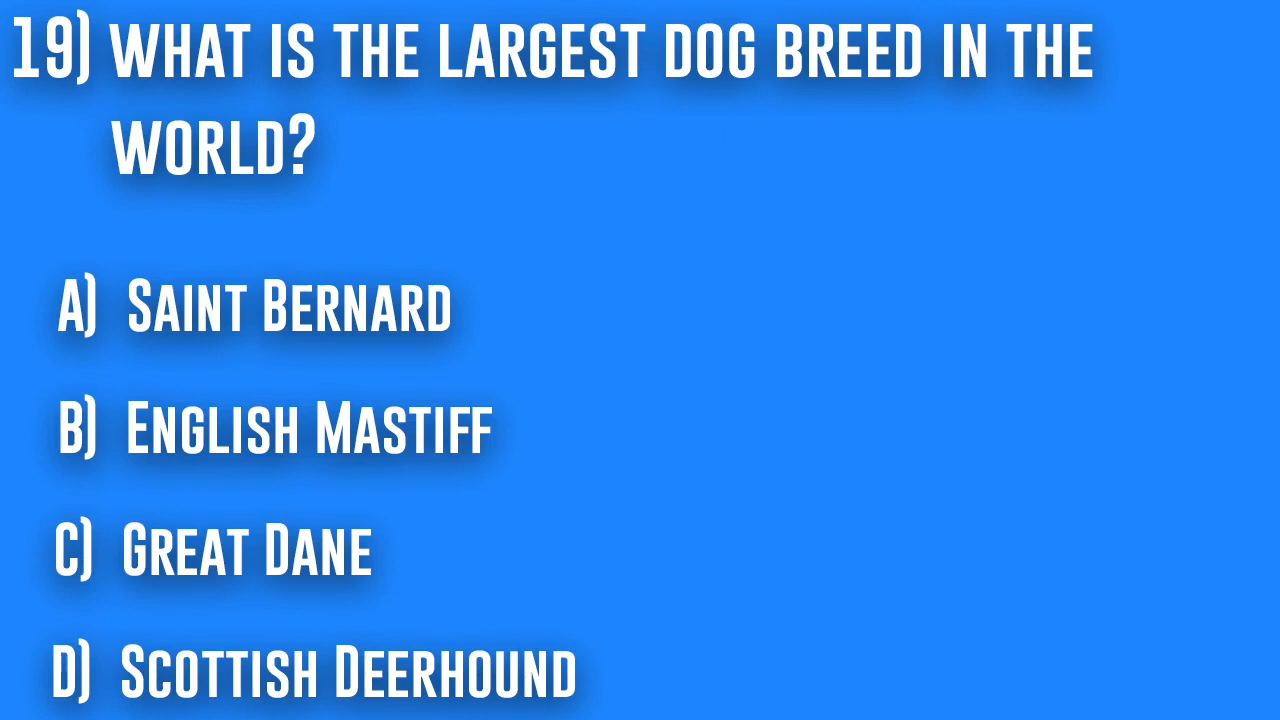 19) WHAT IS THE LARGEST DOG BREED IN THE
WORLD?
A) SAINT BERNARD
B) ENGLISH MASTIFF
C) GREAT DANE
D) SCOTTISH DEERHOUND